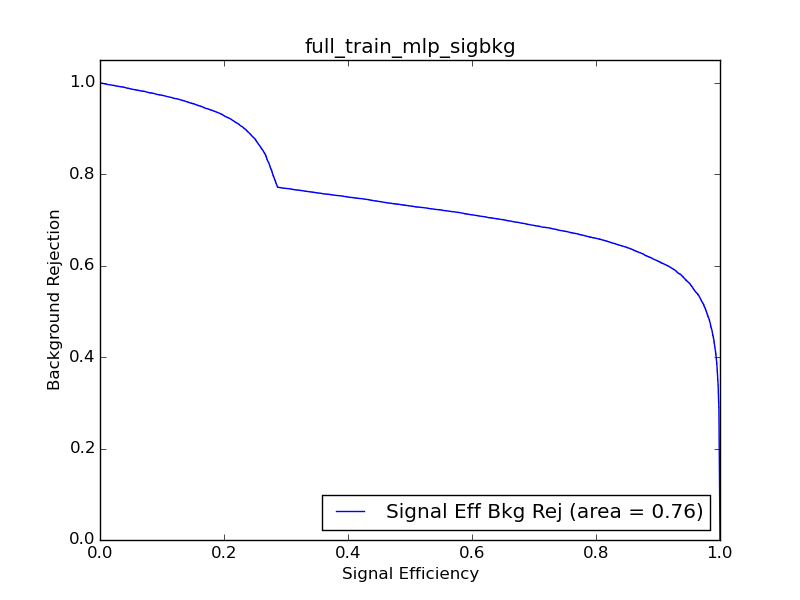 full_train_mlp_sigbkg
1.0
0.8
0.6
0.4
0.2
0.0
Background Rejection
Signal Eff Bkg Rej (area = 0.76)
0.0 0.2 0.4 0.6 0.8 1.0
Signal Efficiency